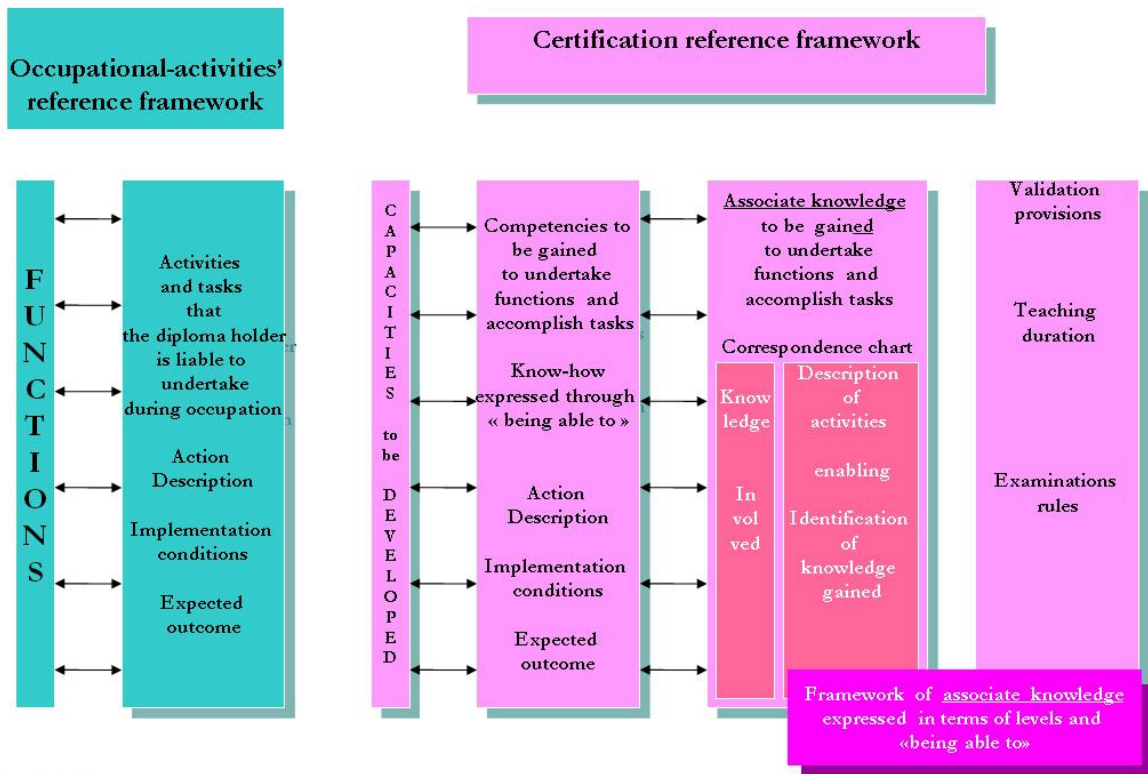 Occupational-activities'
reference framework
Certification reference framework
FUNCTIONS
Activities
and tasks
that
the diploma holder
is liable to
undertake
during occupation
Action
Description
Implementation
conditions
Expected
outcome
CAPACITIES to be DEVELOPED
Competencies to
be gained
to undertake
functions and
accomplish tasks
Know-how
expressed through
« being able to »
Action
Description
Implementation
conditions
Expected
outcome
Associate knowledge
to be gained
to undertake
functions and
accomplish tasks
Correspondence chart
Know
ledge
In
vol
ved
Description
of
activities
enabling
Identification
of
knowledge
gained
Validation
provisions
Teaching
duration
Examinations
rules
Framework of associate knowledge
expressed in terms of levels and
«being able to»